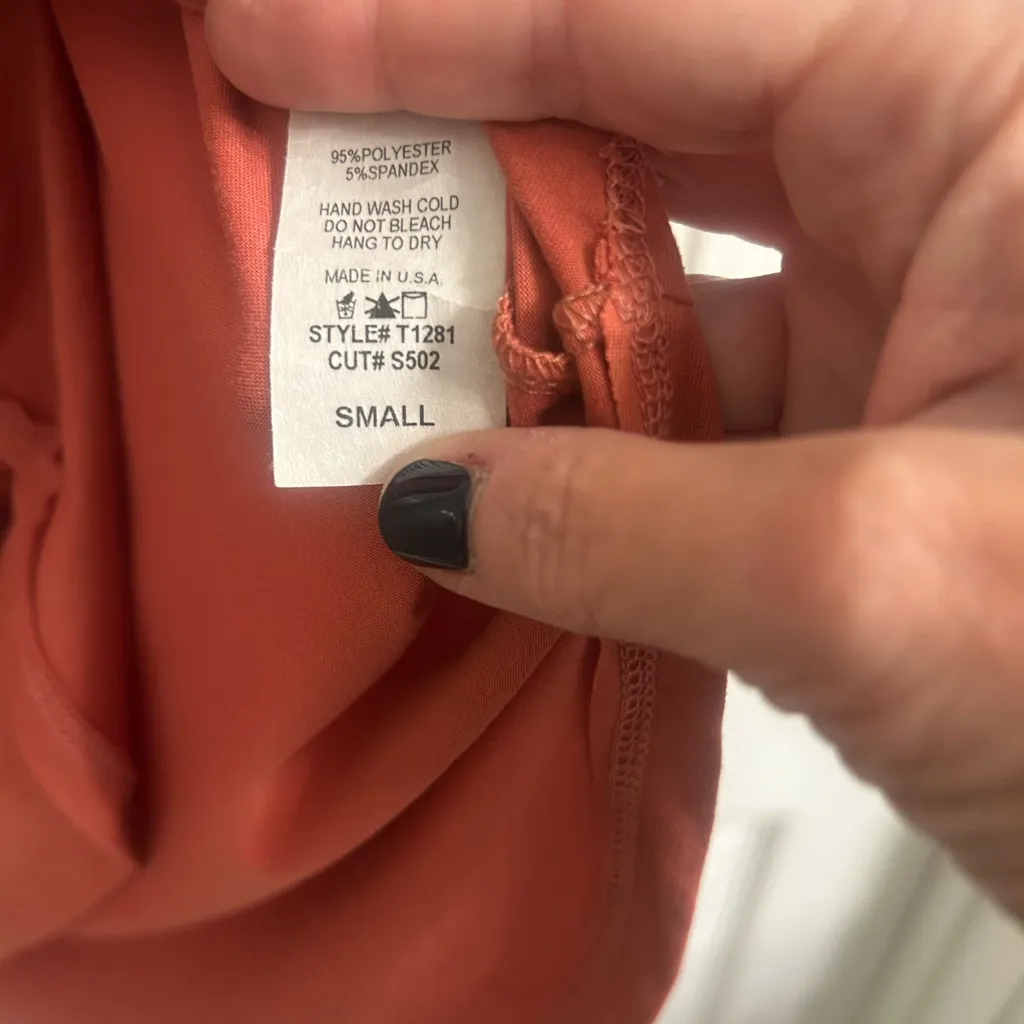 95%POLYESTER
5%SPANDEX
HAND WASH COLD
DO NOT BLEACH
HANG TO DRY
MADE IN U.S.A.
STYLE# T1281
CUT# S502
SMALL